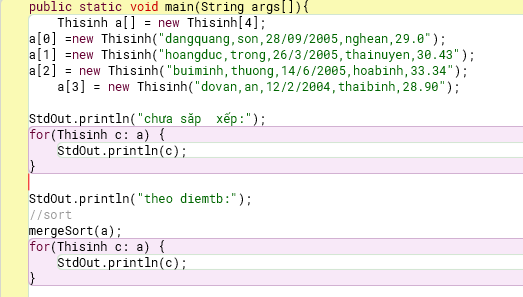 public static void main(String args[]){
Thisinh a[] = new Thisinh[4];
a[0] =new Thisinh("dangquang,son,28/09/2005,nghean,29.0");
a[1] =new Thisinh("hoangduc,trong,26/3/2005,thainuyen,30.43");
a[2] = new Thisinh("buiminh,thuong,14/6/2005,hoabinh,33.34");
a[3] = new Thisinh("dovan,an,12/2/2004,thaibinh,28.90");
StdOut.println("chưa săp  xếp:");
for(Thisinh c: a) {
StdOut.println(c);
}
StdOut.println("theo diemtb:");
//sort
mergeSort(a);
for(Thisinh c: a) {
StdOut.println(c);
}